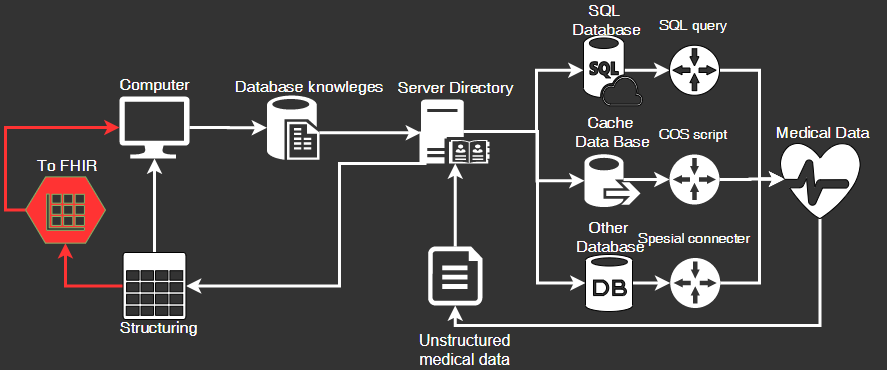 SQL
Database
SQL query
Computer
Database knowleges
Server Directory
SQL
Cache
Data Base
COS script
Medical Data
To FHIR
Other
Database
Spesial connecter
DB
Structuring
Unstructured
medical data